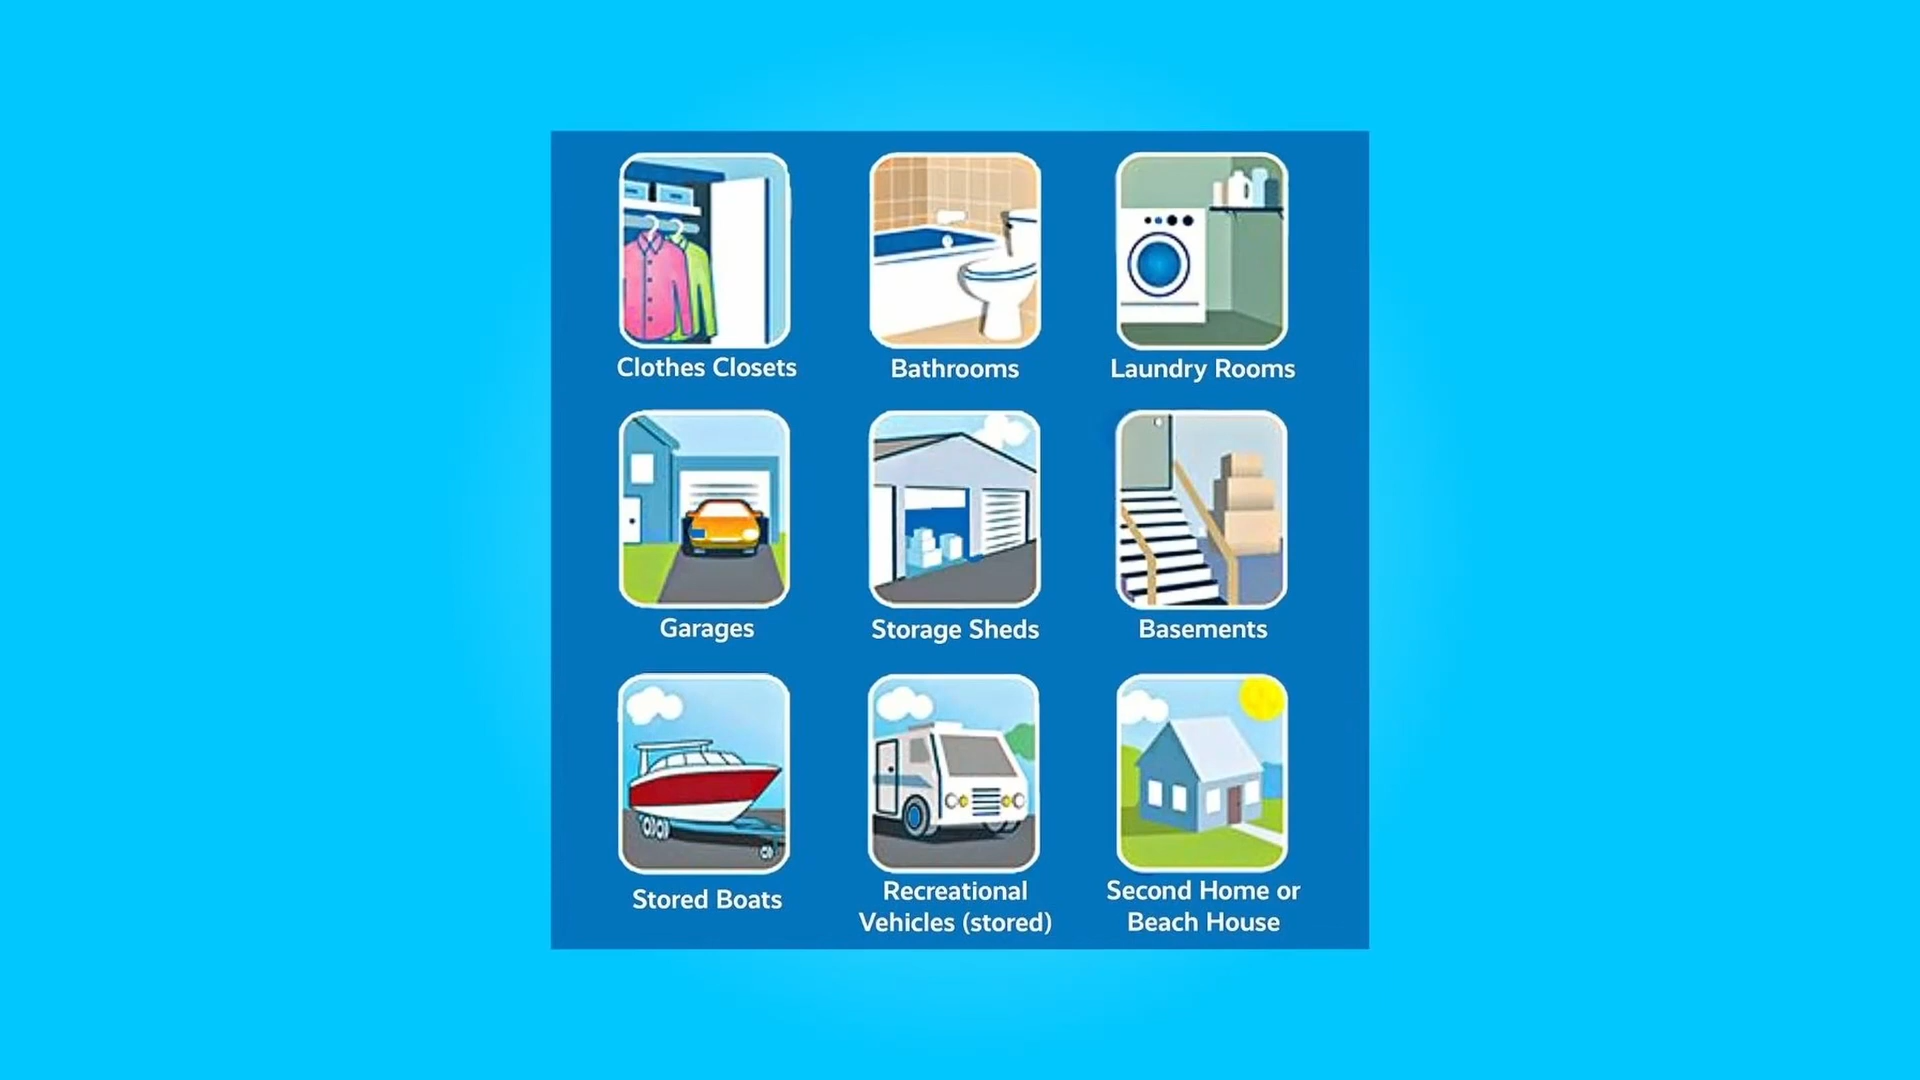 Clothes Closets
Bathrooms
Laundry Rooms
Garages
Storage Sheds
Basements
Stored Boats
Recreational
Vehicles (stored)
Second Home or
Beach House